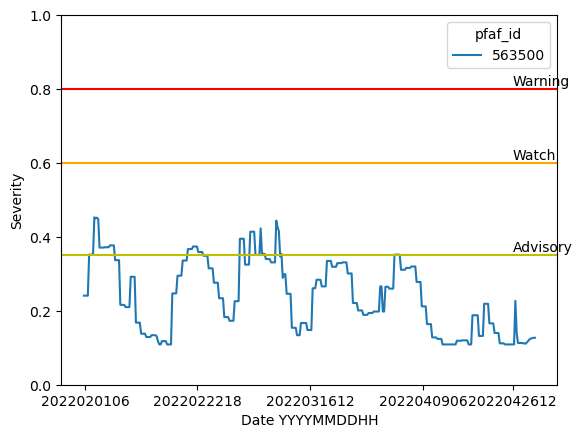 1.0
0.8
0.6
0.4
0.2
0.0
Severity
pfaf_id
563500
Warning
Watch
Advisory
2022020106
2022022218
2022031612
2022040906
2022042612
Date YYYYMMDDHH